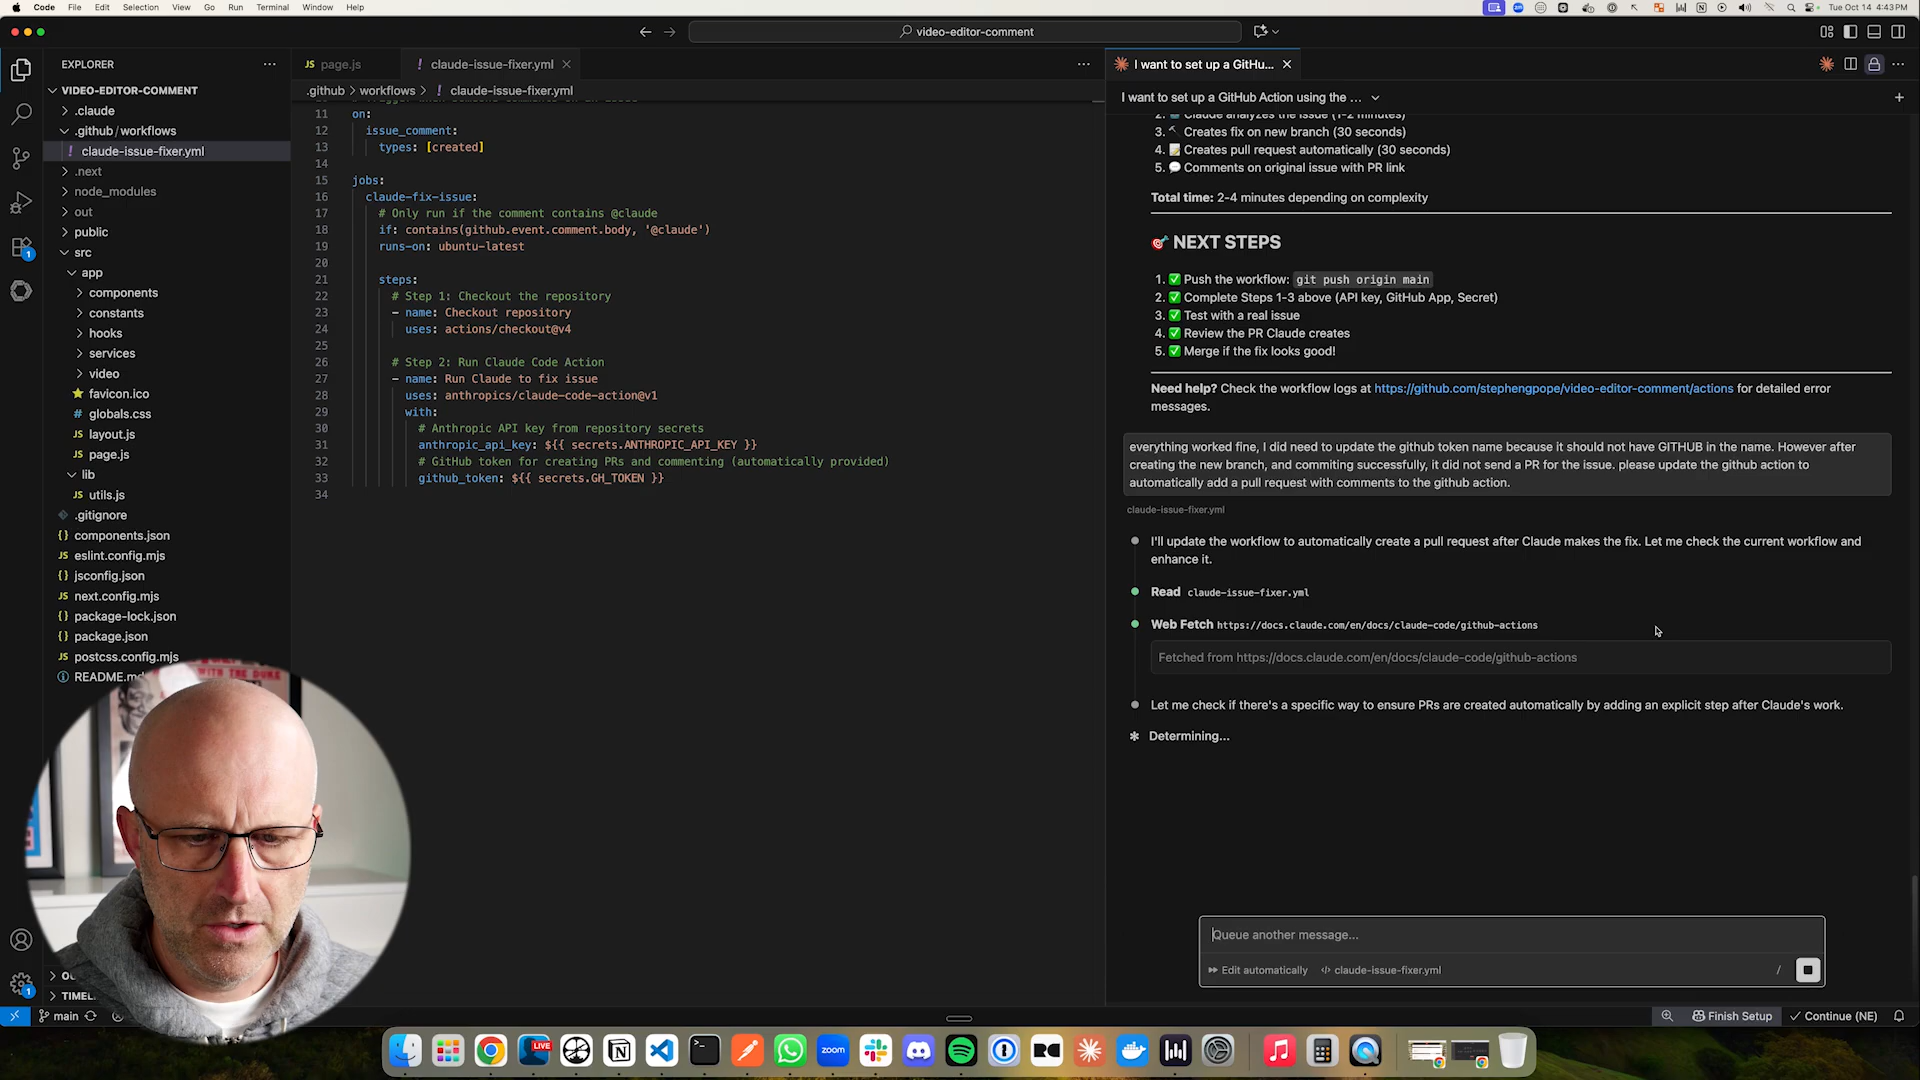 Code File Edit Selection View Go Run Terminal Window Help
Tue Oct 14 4:43 PM
video-editor-comment
EXPLORER
VIDEO-EDITOR-COMMENT
.claude
.github/workflows
claude-issue-fixer.yml
.next
node_modules
out
public
src
app
components
constants
hooks
services
video
favicon.ico
globals.css
layout.js
page.js
lib
utils.js
.gitignore
components.json
eslint.config.mjs
jsconfig.json
next.config.mjs
package-lock.json
package.json
postcss.config.mjs
README.m
TIMEL
main
JS page.js
! claude-issue-fixer.yml
.github > workflows > ! claude-issue-fixer.yml
11 on:
12 issue_comment:
13 types: [created]
14
15 jobs:
16 claude-fix-issue:
17 # Only run if the comment contains @claude
18 if: contains(github.event.comment.body, '@claude')
19 runs-on: ubuntu-latest
20
21 steps:
22 # Step 1: Checkout the repository
23 - name: Checkout repository
24 uses: actions/checkout@v4
25
26 # Step 2: Run Claude Code Action
27 - name: Run Claude to fix issue
28 uses: anthropics/claude-code-action@v1
29 with:
30 # Anthropic API key from repository secrets
31 anthropic_api_key: ${{ secrets.ANTHROPIC_API_KEY }}
32 # GitHub token for creating PRs and commenting (automatically provided)
33 github_token: ${{ secrets.GH_TOKEN }}
34
I want to set up a GitHu...
I want to set up a GitHub Action using the ...
2. Claude analyzes the issue (1-2 minutes)
3. Creates fix on new branch (30 seconds)
4. Creates pull request automatically (30 seconds)
5. Comments on original issue with PR link
Total time: 2-4 minutes depending on complexity
NEXT STEPS
1. Push the workflow: git push origin main
2. Complete Steps 1-3 above (API key, GitHub App, Secret)
3. Test with a real issue
4. Review the PR Claude creates
5. Merge if the fix looks good!
Need help? Check the workflow logs at https://github.com/stephengpope/video-editor-comment/actions for detailed error
messages.
everything worked fine, I did need to update the github token name because it should not have GITHUB in the name. However after
creating the new branch, and commiting successfully, it did not send a PR for the issue. please update the github action to
automatically add a pull request with comments to the github action.
claude-issue-fixer.yml
I'll update the workflow to automatically create a pull request after Claude makes the fix. Let me check the current workflow and
enhance it.
Read claude-issue-fixer.yml
Web Fetch https://docs.claude.com/en/docs/claude-code/github-actions
Fetched from https://docs.claude.com/en/docs/claude-code/github-actions
Let me check if there's a specific way to ensure PRs are created automatically by adding an explicit step after Claude's work.
Determining...
Queue another message...
Edit automatically claude-issue-fixer.yml
Finish Setup Continue (NE)
LIVE
zoom